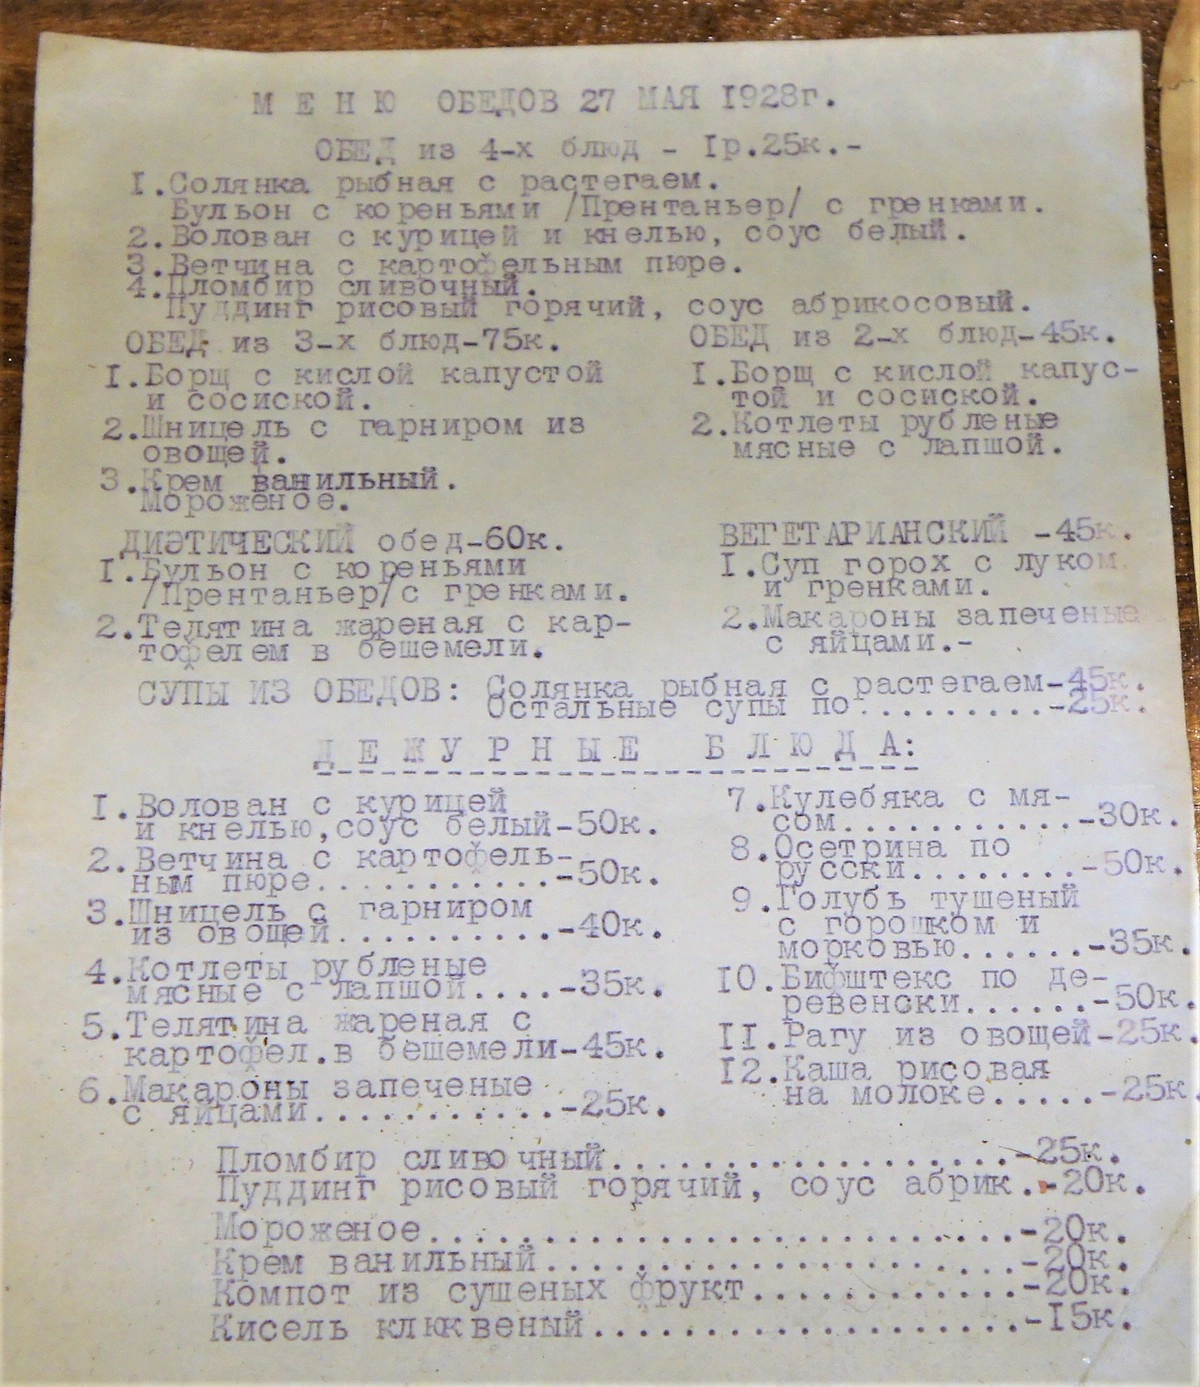 МЕНЮ ОБЕДОВ 27 МАЯ 1928г.
ОБЕД из 4-х блюд - 1р.25к.-
1.Солянка рыбная с растегаем.
Бульон с кореньями /Прентаньер/ с гренками.
2.Волован с курицей и кнелью, соус белый.
3.Ветчина с картофельным пюре.
4.Пломбир сливочный.
Пуддинг рисовый горячий, соус абрикосовый.
ОБЕД из 3-х блюд-75к.
1.Борщ с кислой капустой
и сосиской.
2.Шницель с гарниром из
овощей.
3.Крем ванильный.
Мороженое.
ОБЕД из 2-х блюд-45к.
1.Борщ с кислой капус-
той и сосиской.
2.Котлеты рубленые
мясные с лапшой.
ДИЭТИЧЕСКИЙ обед-60к.
1.Бульон с кореньями
/Прентаньер/с гренками.
2.Телятина жареная с кар-
тофелем в бешемели.
ВЕГЕТАРИАНСКИЙ -45к.
1.Суп горох с луком
и гренками.
2.Макароны запеченые
с яйцами.-
СУПЫ ИЗ ОБЕДОВ: Солянка рыбная с растегаем-45к.
Остальные супы по.........-25к.
ДЕЖУРНЫЕ БЛЮДА:
1.Волован с курицей
и кнелью,соус белый-50к.
2.Ветчина с картофель-
ным пюре...........-50к.
3.Шницель с гарниром
из овощей..........-40к.
4.Котлеты рубленые
мясные с лапшой....-35к.
5.Телятина жареная с
картофел.в бешемели-45к.
6.Макароны запеченые
с яйцами...........-25к.
7.Кулебяка с мя-
сом............-30к.
8.Осетрина по
русски........-50к.
9.Голубь тушеный
с горошком и
морковью......-35к.
10.Бифштекс по де-
ревенски......-50к.
11.Рагу из овощей-25к.
12.Каша рисовая
на молоке.....-25к
Пломбир сливочный..................-25к.
Пуддинг рисовый горячий, соус абрик.-20к.
Мороженое..........................-20к.
Крем ванильный.....................-20к.
Компот из сушеных фрукт............-20к.
Кисель клюквеный...................-15к.